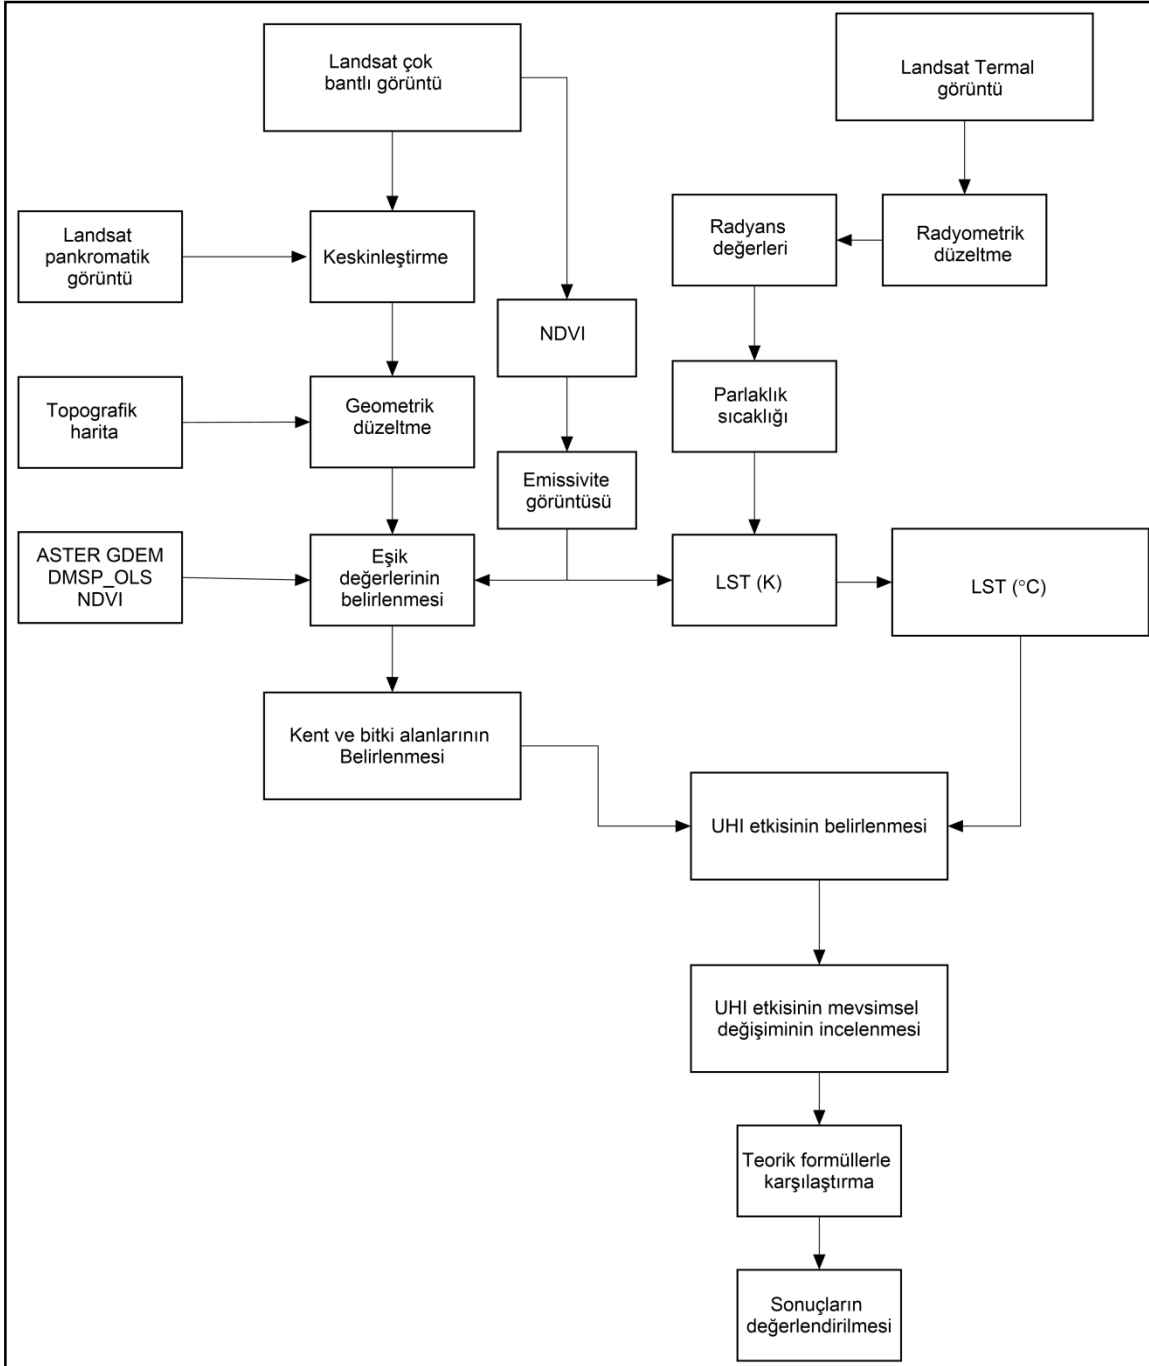 Landsat çok
bantlı görüntü
Landsat Termal
görüntü
Landsat
pankromatik
görüntü
Keskinleştirme
Radyans
değerleri
Radyometrik
düzeltme
NDVI
Topografik
harita
Geometrik
düzeltme
Parlaklık
sıcaklığı
Emissivite
görüntüsü
ASTER GDEM
DMSP_OLS
NDVI
Eşik
değerlerinin
belirlenmesi
LST (K)
LST (°C)
Kent ve bitki alanlarının
Belirlenmesi
UHI etkisinin belirlenmesi
UHI etkisinin mevsimsel
değişiminin incelenmesi
Teorik formüllerle
karşılaştırma
Sonuçların
değerlendirilmesi